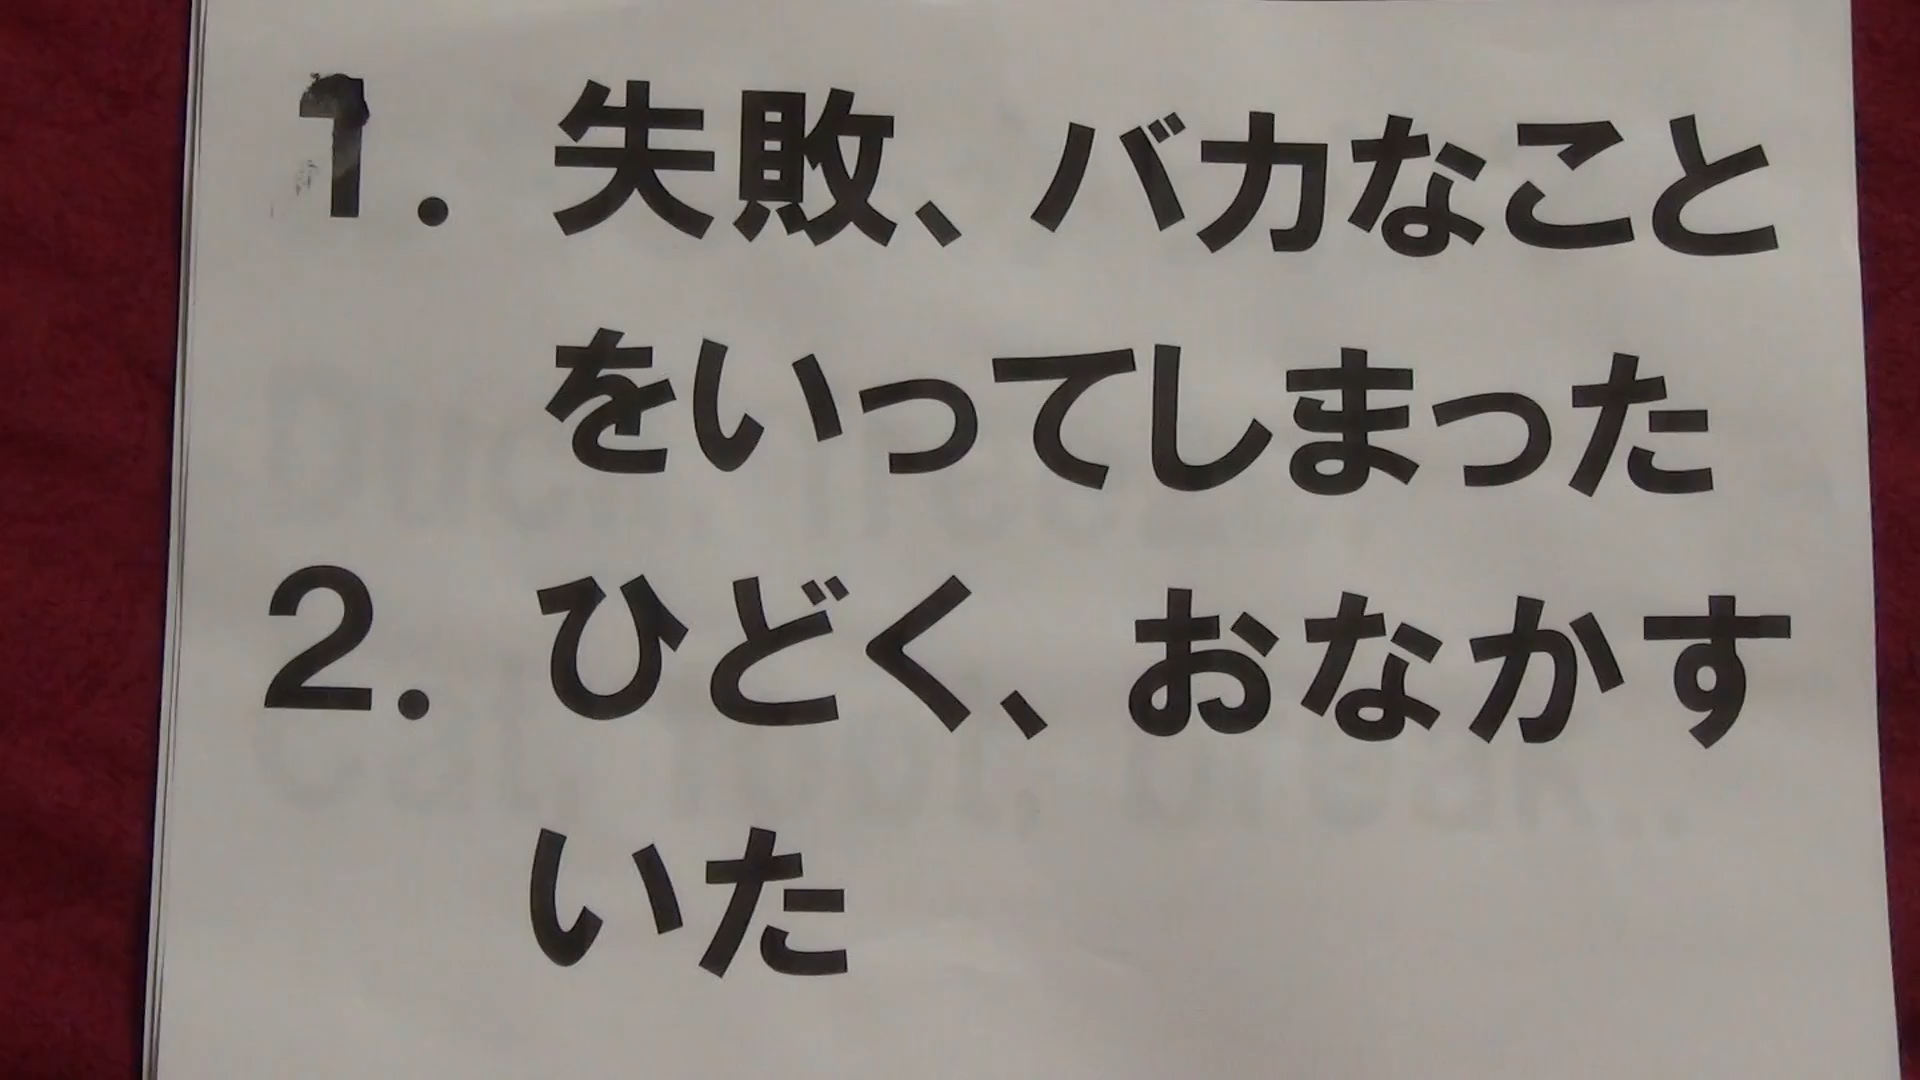 1. 失敗、バカなこと
をいってしまった
2. ひどく、おなかす
いた